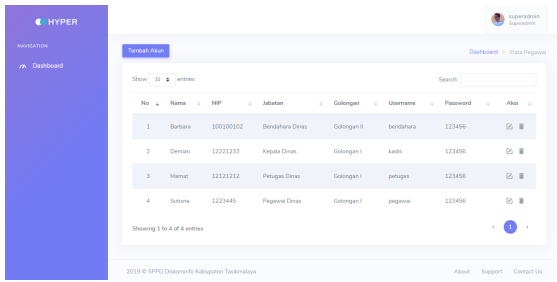 HYPER
superadmin
Superadmin
NAVIGATION
Dashboard
Tambah Akun
Dashboard > Data Pegawai
Show 10 entries
Search:
No Nama NIP Jabatan Golongan Username Password Aksi
1 Barbara 100100102 Bendahara Dinas Golongan II bendahara 123456
2 Demian 12221233 Kepala Dinas Golongan I kadis 123456
3 Mamat 12121212 Petugas Dinas Golongan I petugas 123456
4 Sutisna 1223445 Pegawai Dinas Golongan I pegawai 123456
Showing 1 to 4 of 4 entries
‹ 1 ›
2019 © SPPD Diskominfo Kabupaten Tasikmalaya
About Support Contact Us